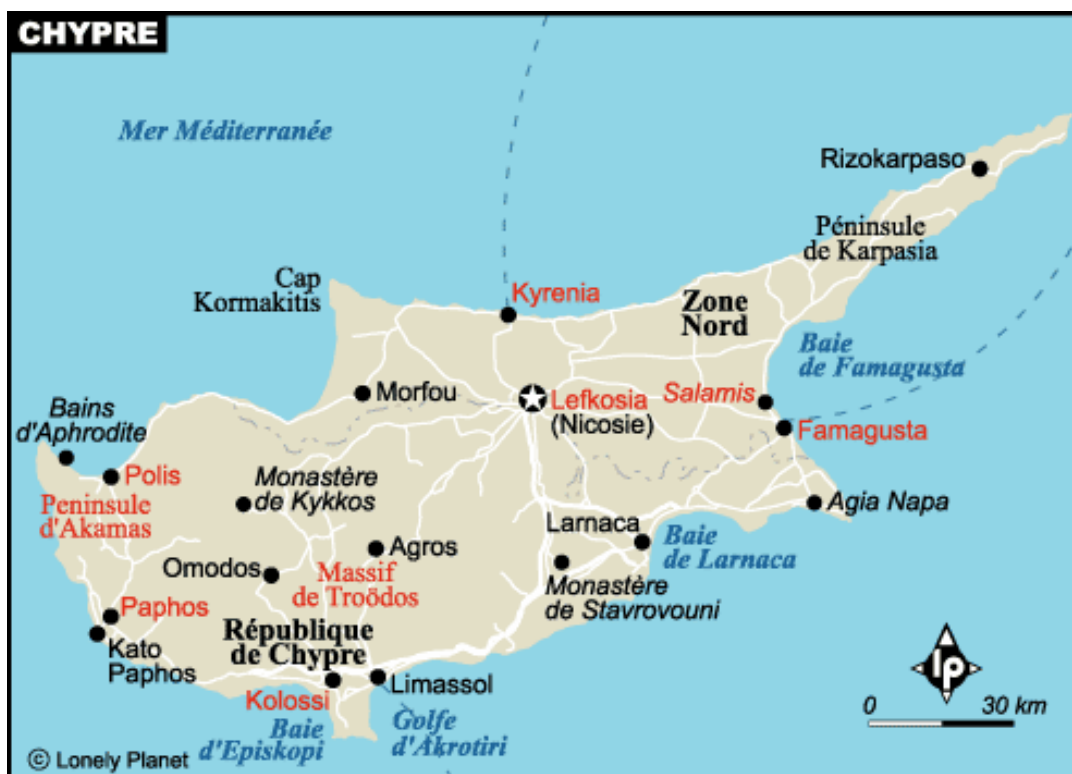 CHYPRE
Mer Méditerranée
Rizokarpaso
Péninsule
de Karpasia
Cap
Kormakitis
Kyrenia
Zone
Nord
Baie
de Famagusta
Morfou
Lefkosia
(Nicosie)
Salamis
Famagusta
Bains
d'Aphrodite
Polis
Peninsule
d'Akamas
Monastère
de Kykkos
Agia Napa
Larnaca
Baie
de Larnaca
Agros
Omodos
Massif
de Troödos
Monastère
de Stavrovouni
Paphos
Kato
Paphos
République
de Chypre
Kolossi
Limassol
Baie
d'Episkopi
Golfe
d'Akrotiri
lp
0 30 km
© Lonely Planet